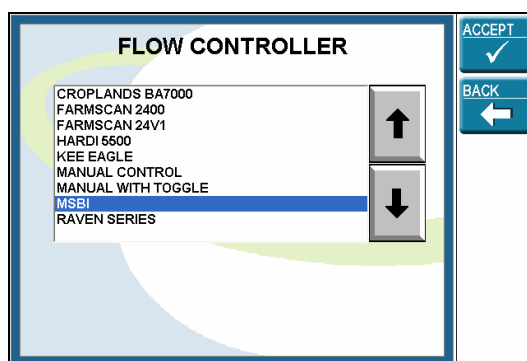 FLOW CONTROLLER
CROPLANDS BA7000
FARMSCAN 2400
FARMSCAN 24V1
HARDI 5500
KEE EAGLE
MANUAL CONTROL
MANUAL WITH TOGGLE
MSBI
RAVEN SERIES
ACCEPT
BACK